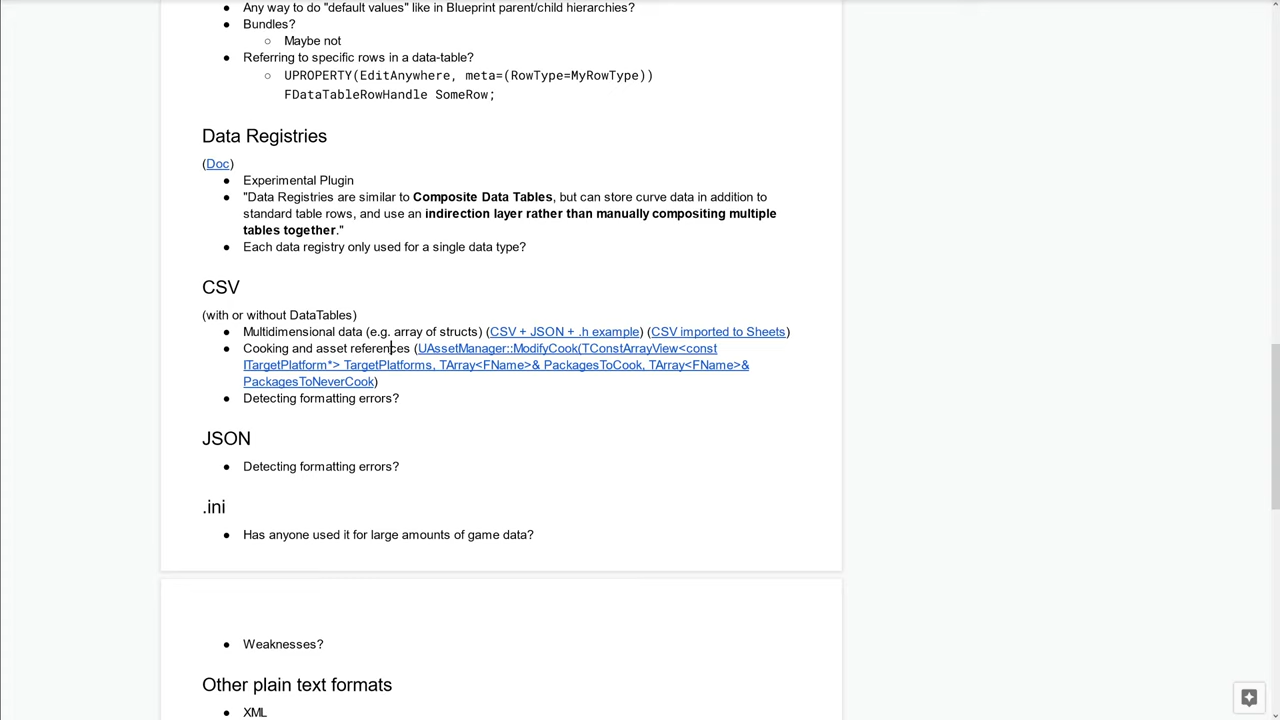 ● Any way to do "default values" like in Blueprint parent/child hierarchies?
● Bundles?
○ Maybe not
● Referring to specific rows in a data-table?
○ UPROPERTY(EditAnywhere, meta=(RowType=MyRowType))
FDataTableRowHandle SomeRow;
Data Registries
(Doc)
● Experimental Plugin
● "Data Registries are similar to Composite Data Tables, but can store curve data in addition to
standard table rows, and use an indirection layer rather than manually compositing multiple
tables together."
● Each data registry only used for a single data type?
CSV
(with or without DataTables)
● Multidimensional data (e.g. array of structs) (CSV + JSON + .h example) (CSV imported to Sheets)
● Cooking and asset references (UAssetManager::ModifyCook(TConstArrayView<const
ITargetPlatform*> TargetPlatforms, TArray<FName>& PackagesToCook, TArray<FName>&
PackagesToNeverCook)
● Detecting formatting errors?
JSON
● Detecting formatting errors?
.ini
● Has anyone used it for large amounts of game data?
● Weaknesses?
Other plain text formats
● XML